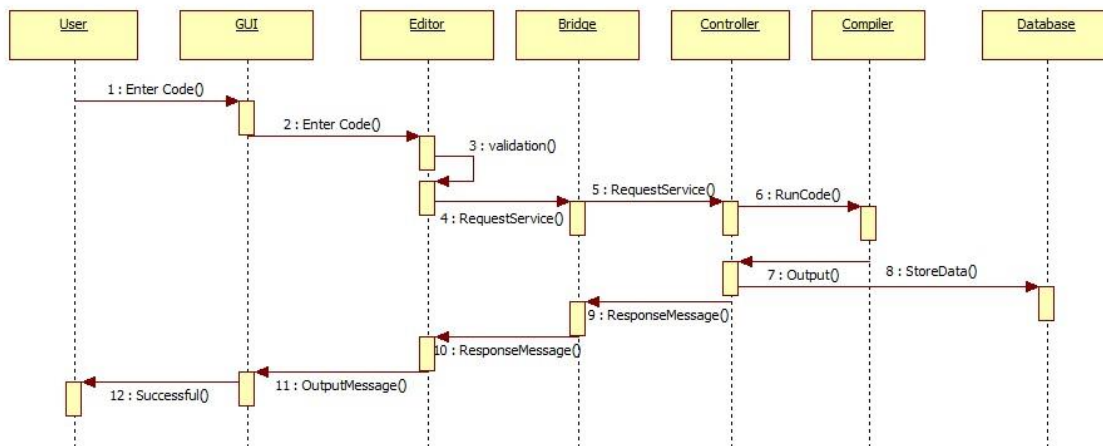 User
GUI
Editor
Bridge
Controller
Compiler
Database
1 : Enter Code()
2 : Enter Code()
3 : validation()
4 : RequestService()
5 : RequestService()
6 : RunCode()
7 : Output()
8 : StoreData()
9 : ResponseMessage()
10 : ResponseMessage()
11 : OutputMessage()
12 : Successful()